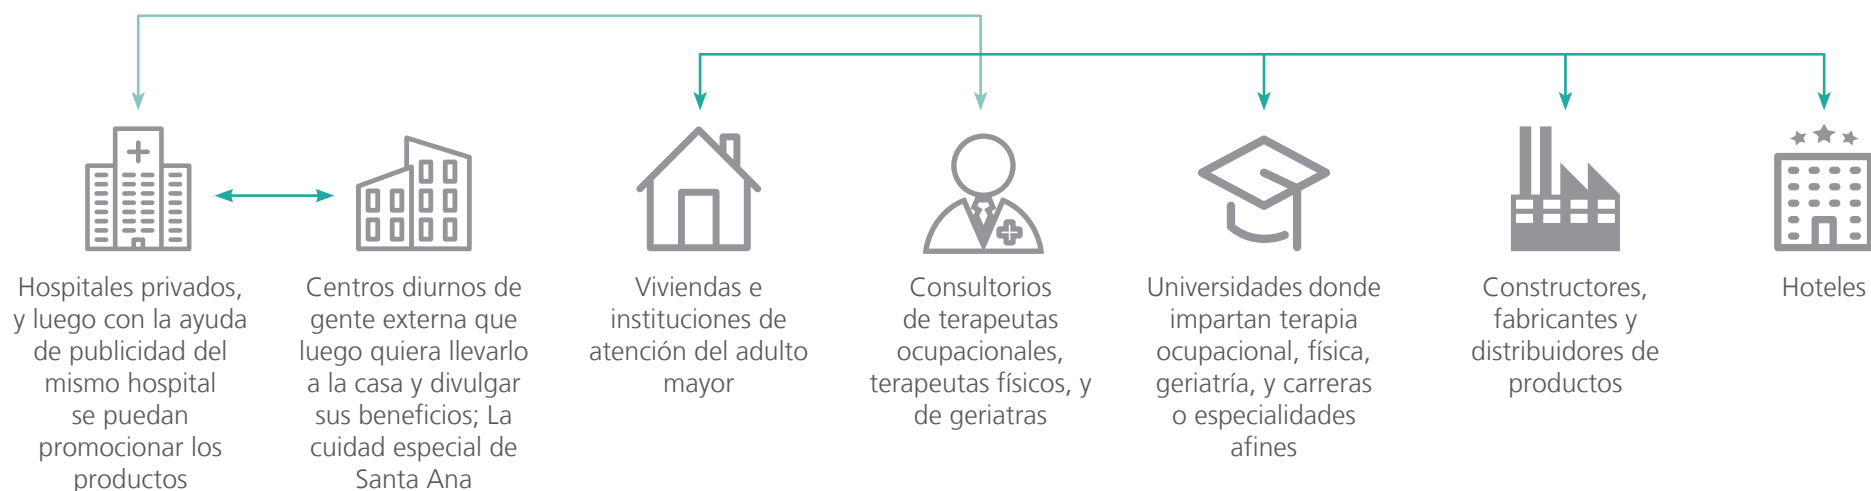 Hospitales privados,
y luego con la ayuda
de publicidad del
mismo hospital
se puedan
promocionar los
productos
Centros diurnos de
gente externa que
luego quiera llevarlo
a la casa y divulgar
sus beneficios; La
cuidad especial de
Santa Ana
Viviendas e
instituciones de
atención del adulto
mayor
Consultorios
de terapeutas
ocupacionales,
terapeutas físicos, y
de geriatras
Universidades donde
impartan terapia
ocupacional, física,
geriatría, y carreras
o especialidades
afines
Constructores,
fabricantes y
distribuidores de
productos
Hoteles